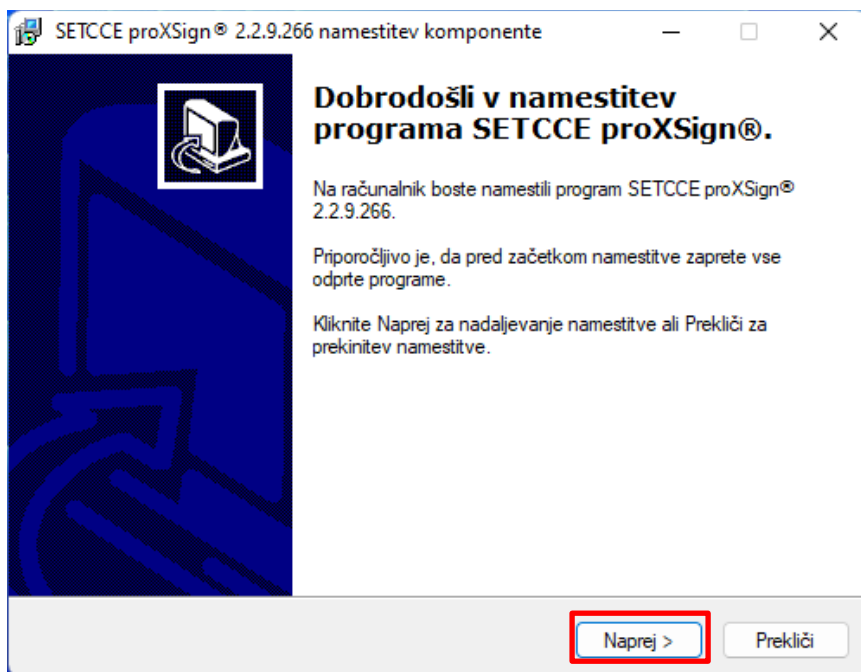 SETCCE proXSign® 2.2.9.266 namestitev komponente
Dobrodošli v namestitev
programa SETCCE proXSign®.
Na računalnik boste namestili program SETCCE proXSign®
2.2.9.266.
Priporočljivo je, da pred začetkom namestitve zaprete vse
odprte programe.
Kliknite Naprej za nadaljevanje namestitve ali Prekliči za
prekinitev namestitve.
Naprej > Prekliči